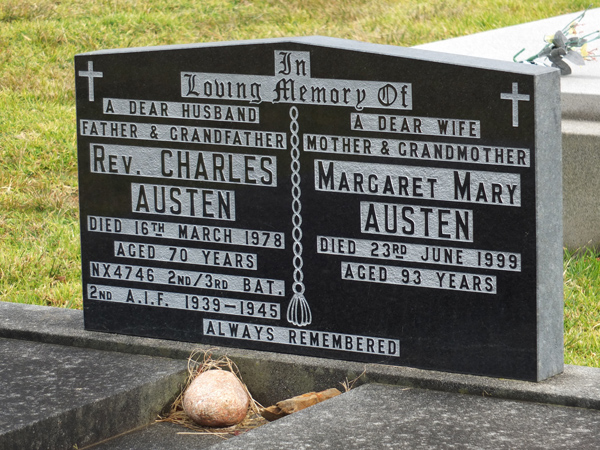 In
Loving Memory Of
A DEAR HUSBAND
FATHER & GRANDFATHER
REV. CHARLES
AUSTEN
DIED 16TH MARCH 1978
AGED 70 YEARS
NX4746 2ND/3RD BAT.
2ND A.I.F. 1939-1945
A DEAR WIFE
MOTHER & GRANDMOTHER
MARGARET MARY
AUSTEN
DIED 23RD JUNE 1999
AGED 93 YEARS
ALWAYS REMEMBERED